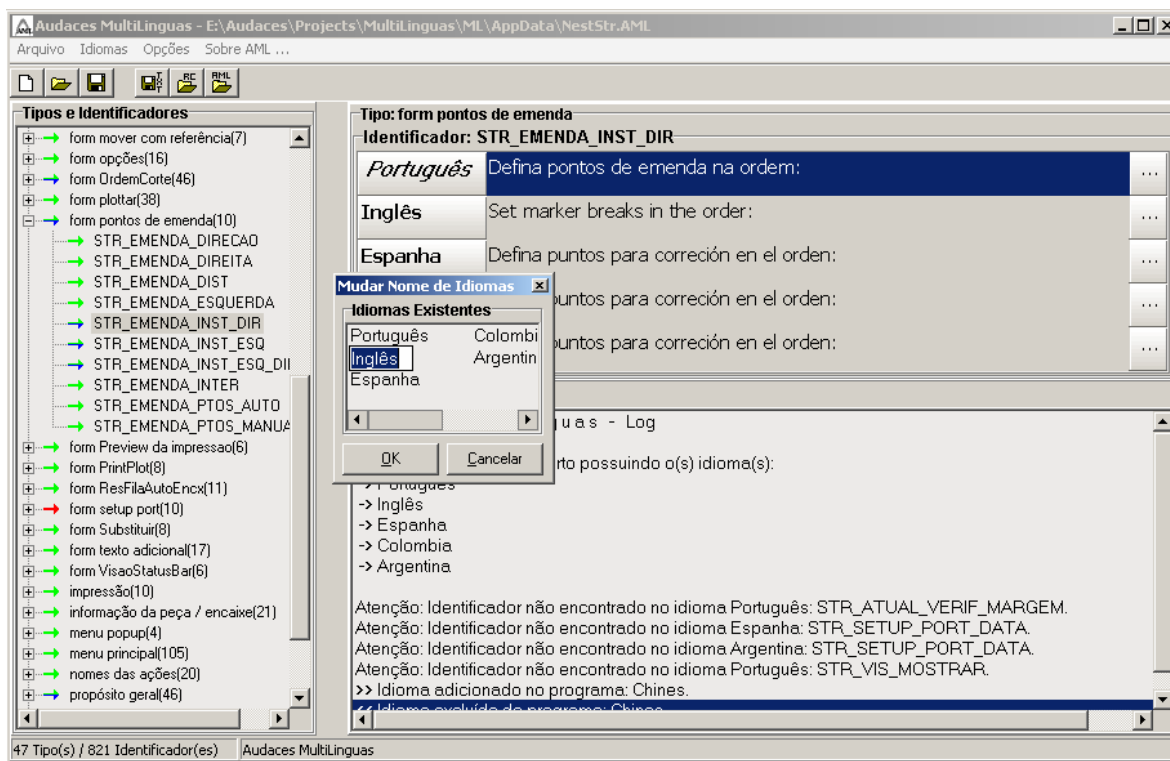 Audaces MultiLinguas - E:\Audaces\Projects\MultiLinguas\ML\AppData\NestStr.AML
Arquivo Idiomas Opções Sobre AML ...
Tipos e Identificadores
form mover com referência(7)
form opções(16)
form OrdemCorte(46)
form plottar(38)
form pontos de emenda(10)
STR_EMENDA_DIRECAO
STR_EMENDA_DIREITA
STR_EMENDA_DIST
STR_EMENDA_ESQUERDA
STR_EMENDA_INST_DIR
STR_EMENDA_INST_ESQ
STR_EMENDA_INST_ESQ_DII
STR_EMENDA_INTER
STR_EMENDA_PTOS_AUTO
STR_EMENDA_PTOS_MANUA
form Preview da impressao(6)
form PrintPlot(8)
form ResFilaAutoEncx(11)
form setup port(10)
form Substituir(8)
form texto adicional(17)
form VisaoStatusBar(6)
impressão(10)
informação da peça / encaixe(21)
menu popup(4)
menu principal(105)
nomes das ações(20)
propósito geral(46)
Tipo: form pontos de emenda
Identificador: STR_EMENDA_INST_DIR
Português Defina pontos de emenda na ordem: ...
Inglês Set marker breaks in the order: ...
Espanha Defina puntos para correción en el orden: ...
puntos para correción en el orden: ...
puntos para correción en el orden: ...
Mudar Nome de Idiomas
Idiomas Existentes
Português Colombi
Inglês Argentin
Espanha
OK Cancelar
uas - Log
rto possuindo o(s) idioma(s):
-> Português
-> Inglês
-> Espanha
-> Colombia
-> Argentina
Atenção: Identificador não encontrado no idioma Português: STR_ATUAL_VERIF_MARGEM.
Atenção: Identificador não encontrado no idioma Espanha: STR_SETUP_PORT_DATA.
Atenção: Identificador não encontrado no idioma Argentina: STR_SETUP_PORT_DATA.
Atenção: Identificador não encontrado no idioma Português: STR_VIS_MOSTRAR.
>> Idioma adicionado no programa: Chines.
<< Idioma excluído do programa: Chines.
47 Tipo(s) / 821 Identificador(es) Audaces MultiLinguas